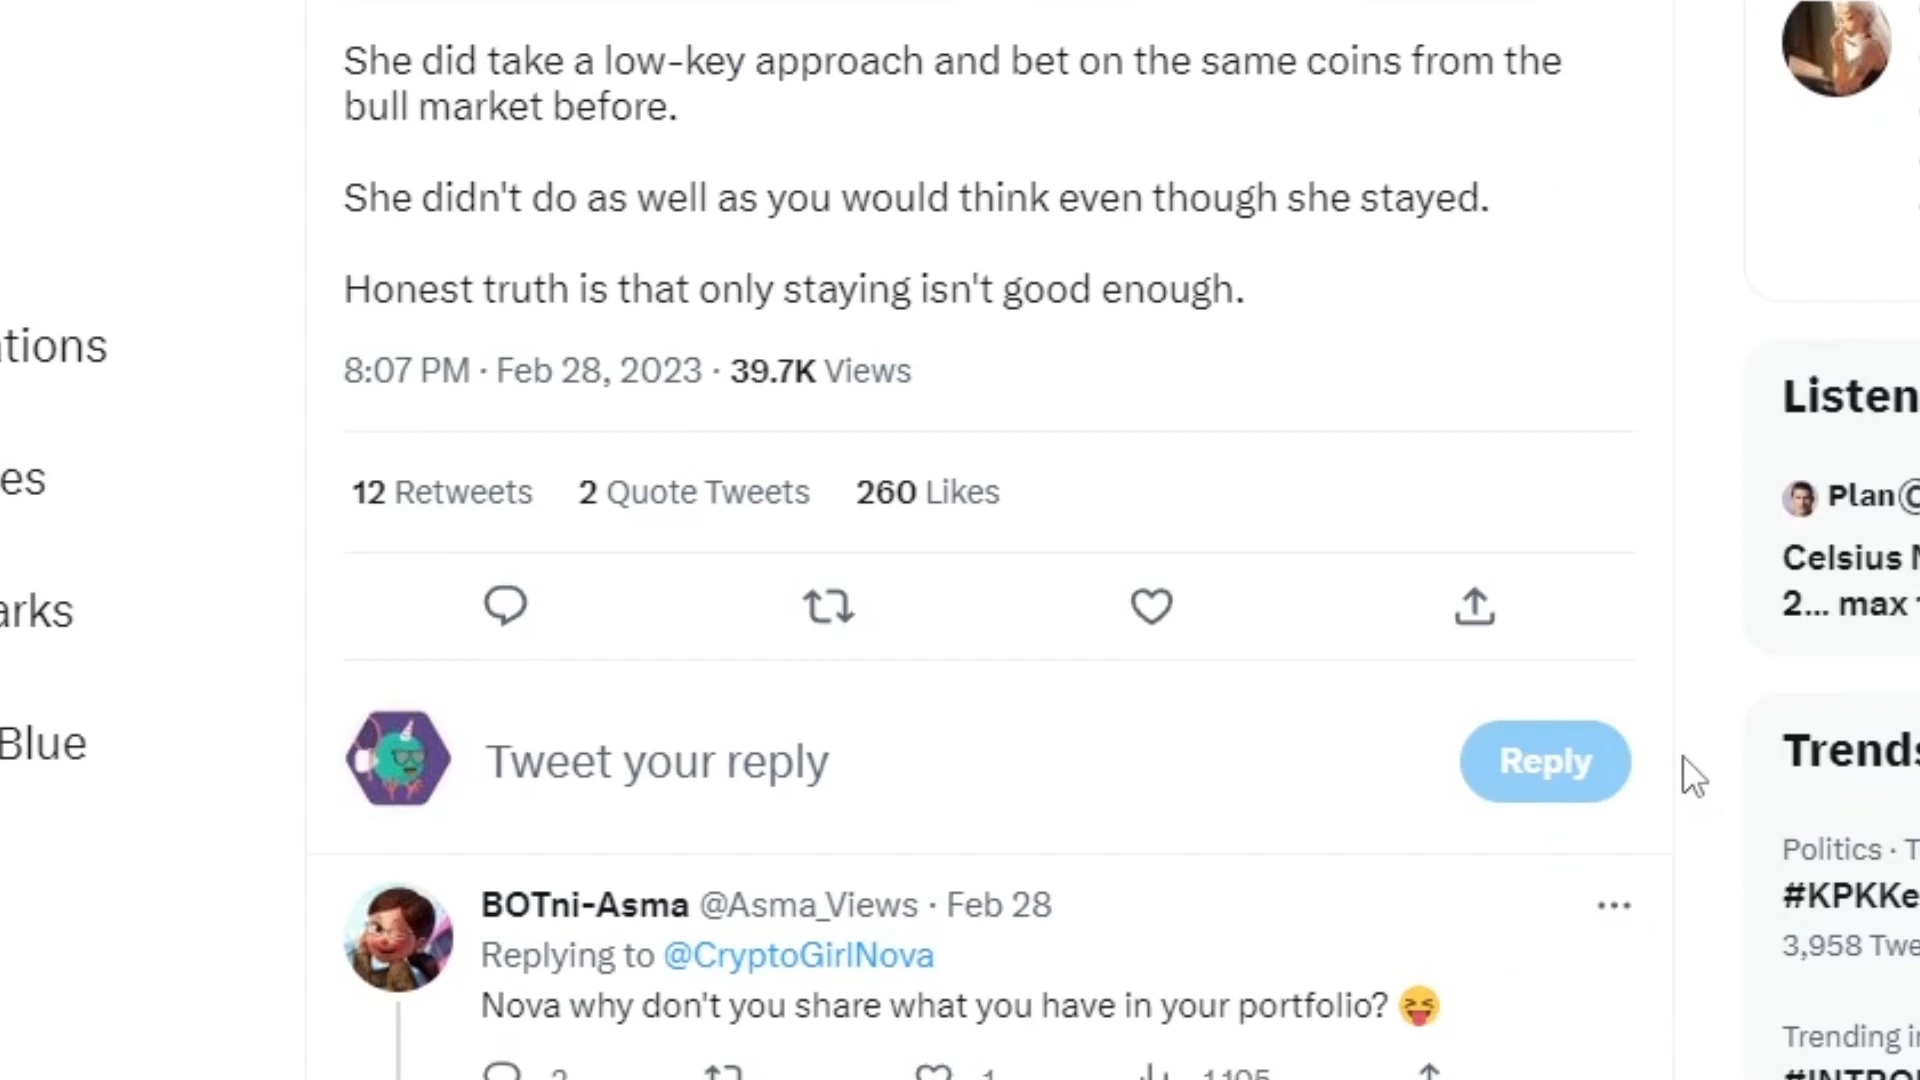 She did take a low-key approach and bet on the same coins from the
bull market before.
She didn't do as well as you would think even though she stayed.
Honest truth is that only staying isn't good enough.
8:07 PM · Feb 28, 2023 · 39.7K Views
12 Retweets 2 Quote Tweets 260 Likes
Tweet your reply
Reply
BOTni-Asma @Asma_Views · Feb 28
Replying to @CryptoGirlNova
Nova why don't you share what you have in your portfolio? 😝
ations
es
arks
Blue
Listen
Plan
Celsius
2... max
Trends
Politics ·
#KPKKe
3,958 Twe
Trending in